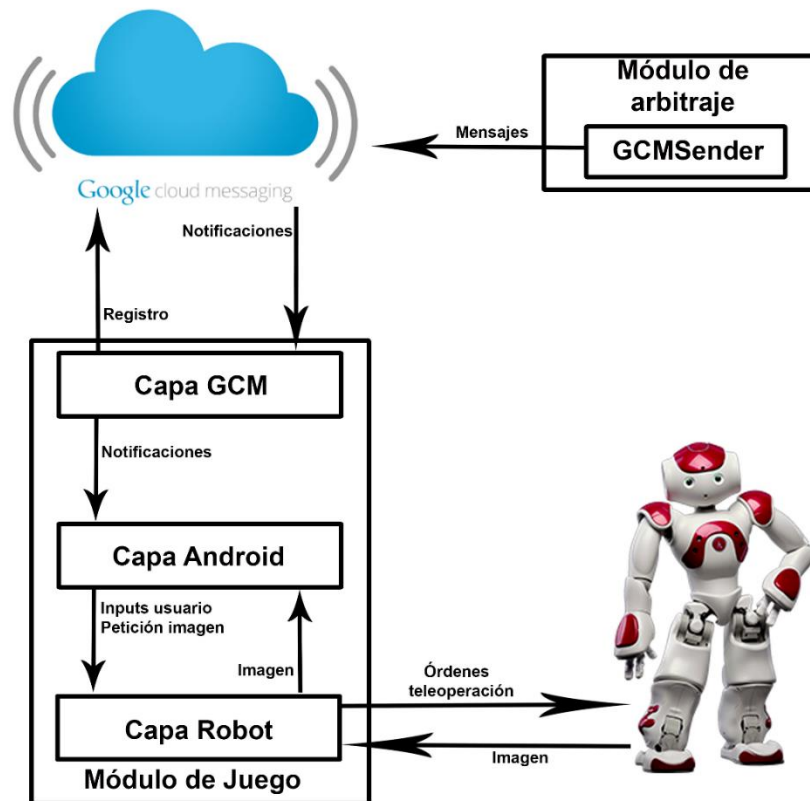 Módulo de
arbitraje
GCMSender
Mensajes
Google cloud messaging
Notificaciones
Registro
Capa GCM
Notificaciones
Capa Android
Inputs usuario
Petición imagen
Imagen
Órdenes
teleoperación
Capa Robot
Imagen
Módulo de Juego